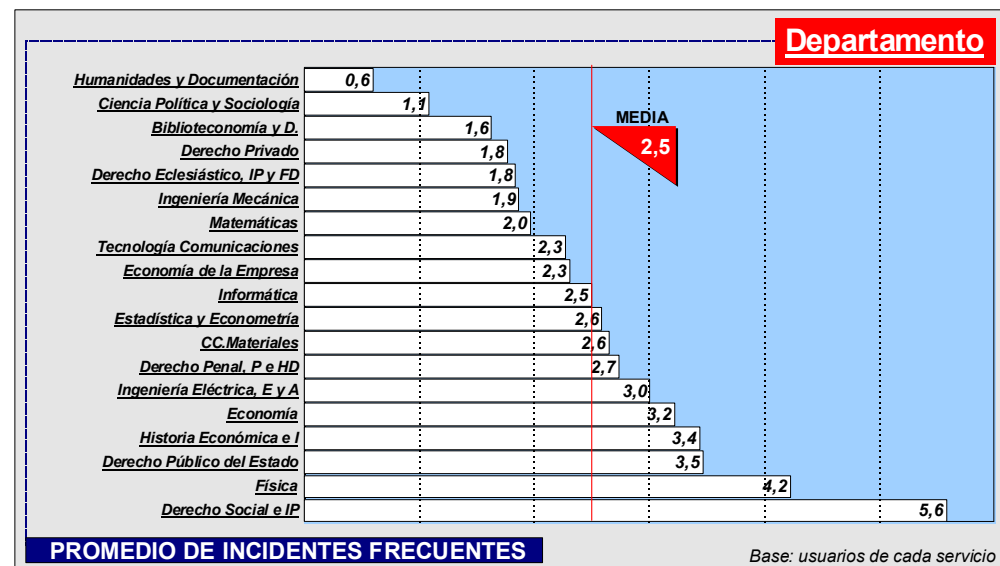 Departamento
Humanidades y Documentación 0,6
Ciencia Política y Sociología 1,1
MEDIA
Biblioteconomía y D. 1,6
2,5
Derecho Privado 1,8
Derecho Eclesiástico, IP y FD 1,8
Ingeniería Mecánica 1,9
Matemáticas 2,0
Tecnología Comunicaciones 2,3
Economía de la Empresa 2,3
Informática 2,5
Estadística y Econometría 2,6
CC.Materiales 2,6
Derecho Penal, P e HD 2,7
Ingeniería Eléctrica, E y A 3,0
Economía 3,2
Historia Económica e I 3,4
Derecho Público del Estado 3,5
Física 4,2
Derecho Social e IP 5,6
PROMEDIO DE INCIDENTES FRECUENTES
Base: usuarios de cada servicio